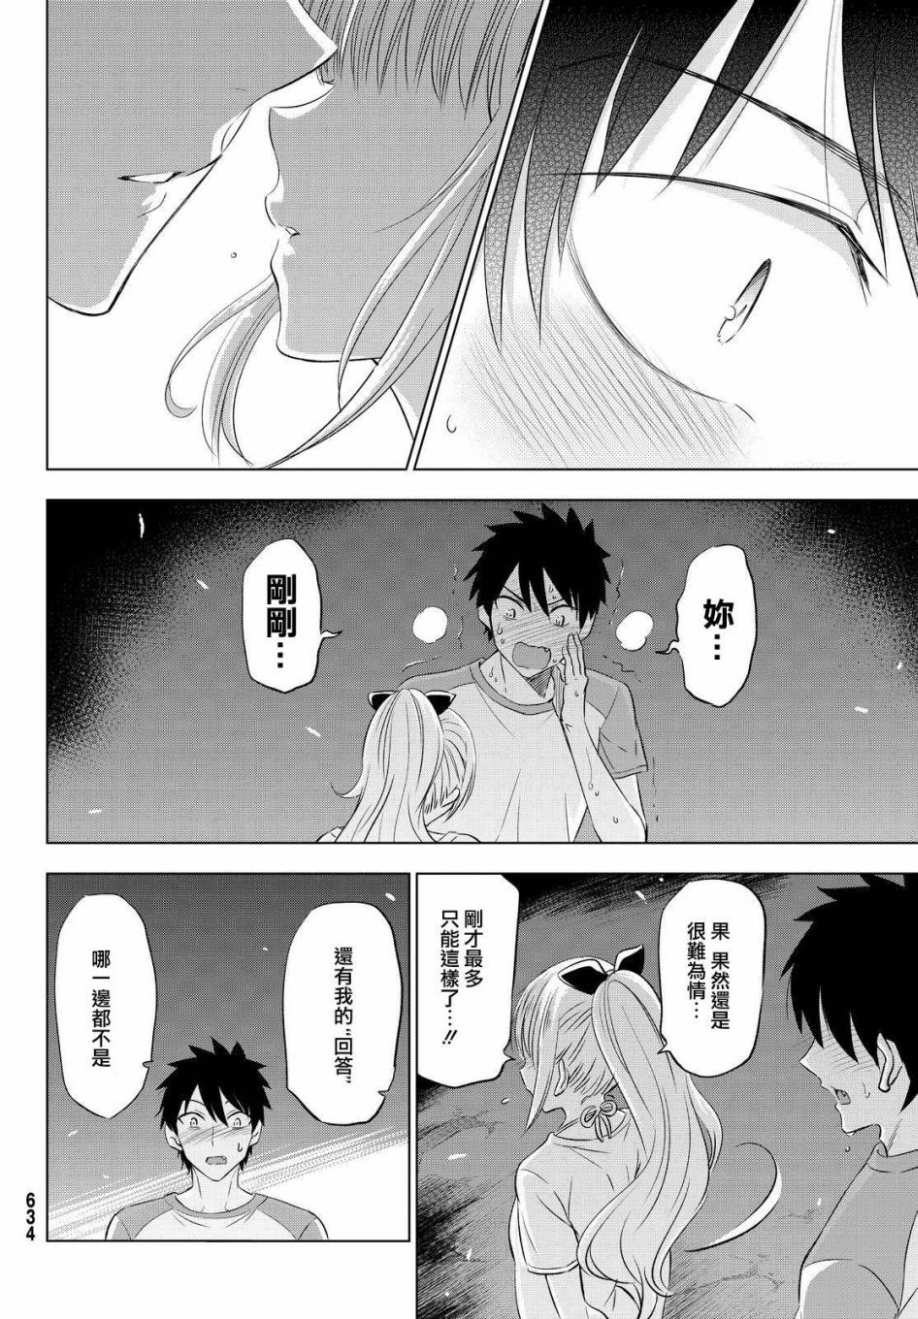 妳…
剛剛…
果 果然還是
很難為情…
剛才最多
只能這樣了…!!
還有我的"回答"
哪一邊都不是
634